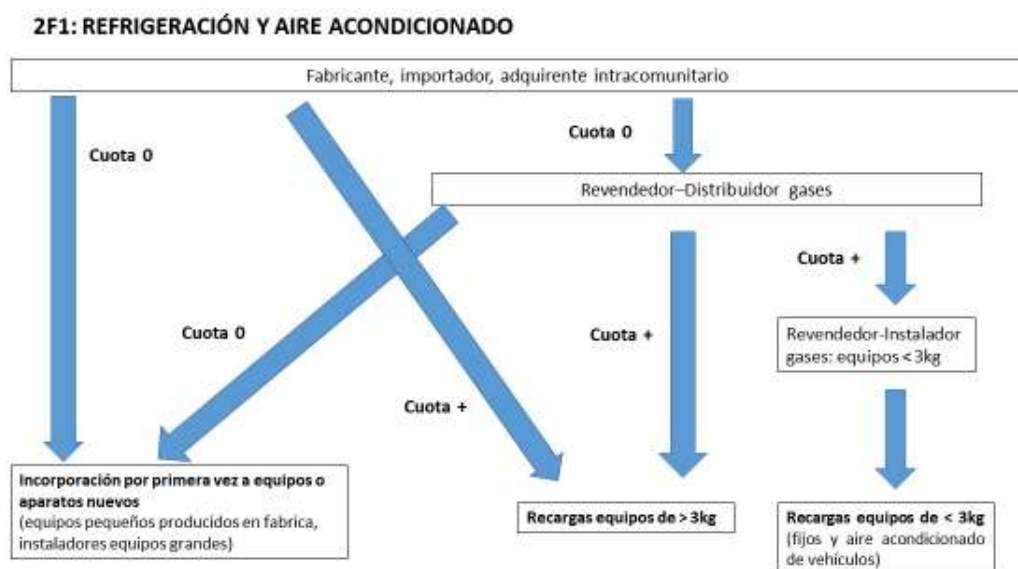 2F1: REFRIGERACIÓN Y AIRE ACONDICIONADO
Fabricante, importador, adquirente intracomunitario
Cuota 0
Cuota 0
Revendedor–Distribuidor gases
Cuota +
Cuota 0
Cuota +
Revendedor-Instalador
gases: equipos < 3kg
Cuota +
Incorporación por primera vez a equipos o
aparatos nuevos
(equipos pequeños producidos en fabrica,
instaladores equipos grandes)
Recargas equipos de > 3kg
Recargas equipos de < 3kg
(fijos y aire acondicionado
de vehículos)